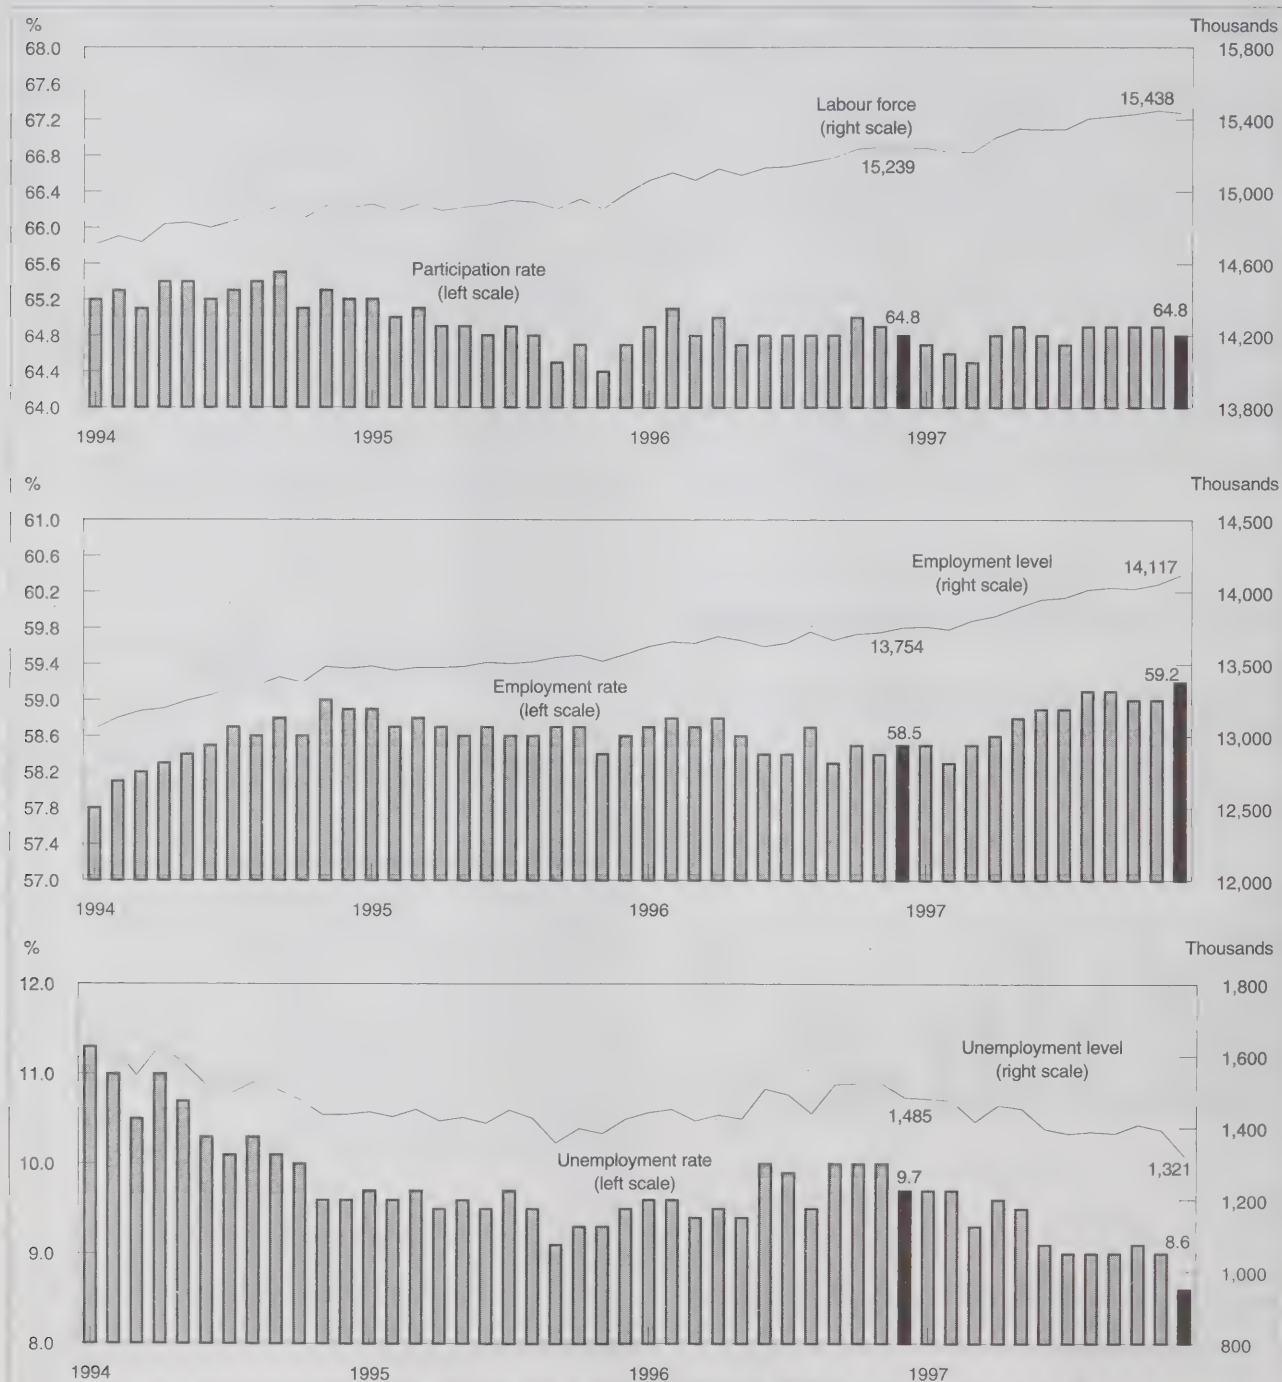 % Thousands
68.0 15,800
67.6
Labour force 15,438
67.2 (right scale) 15,400
66.8
15,239
66.4 15,000
66.0
65.6 14,600
Participation rate
(left scale)
65.2 64.8 64.8
64.8 14,200
64.4
64.0 13,800
1994 1995 1996 1997
% Thousands
61.0 14,500
60.6 Employment level 14,117
(right scale)
60.2 14,000
59.8
13,754
59.4 13,500
Employment rate 59.2
59.0 (left scale)
58.6 58.5 13,000
58.2
57.8 12,500
57.4
57.0 12,000
1994 1995 1996 1997
% Thousands
12.0 1,800
Unemployment level 1,600
11.0 (right scale)
1,485 1,400
10.0 Unemployment rate 1,321
(left scale) 9.7
1,200
9.0 8.6
1,000
8.0 800
1994 1995 1996 1997